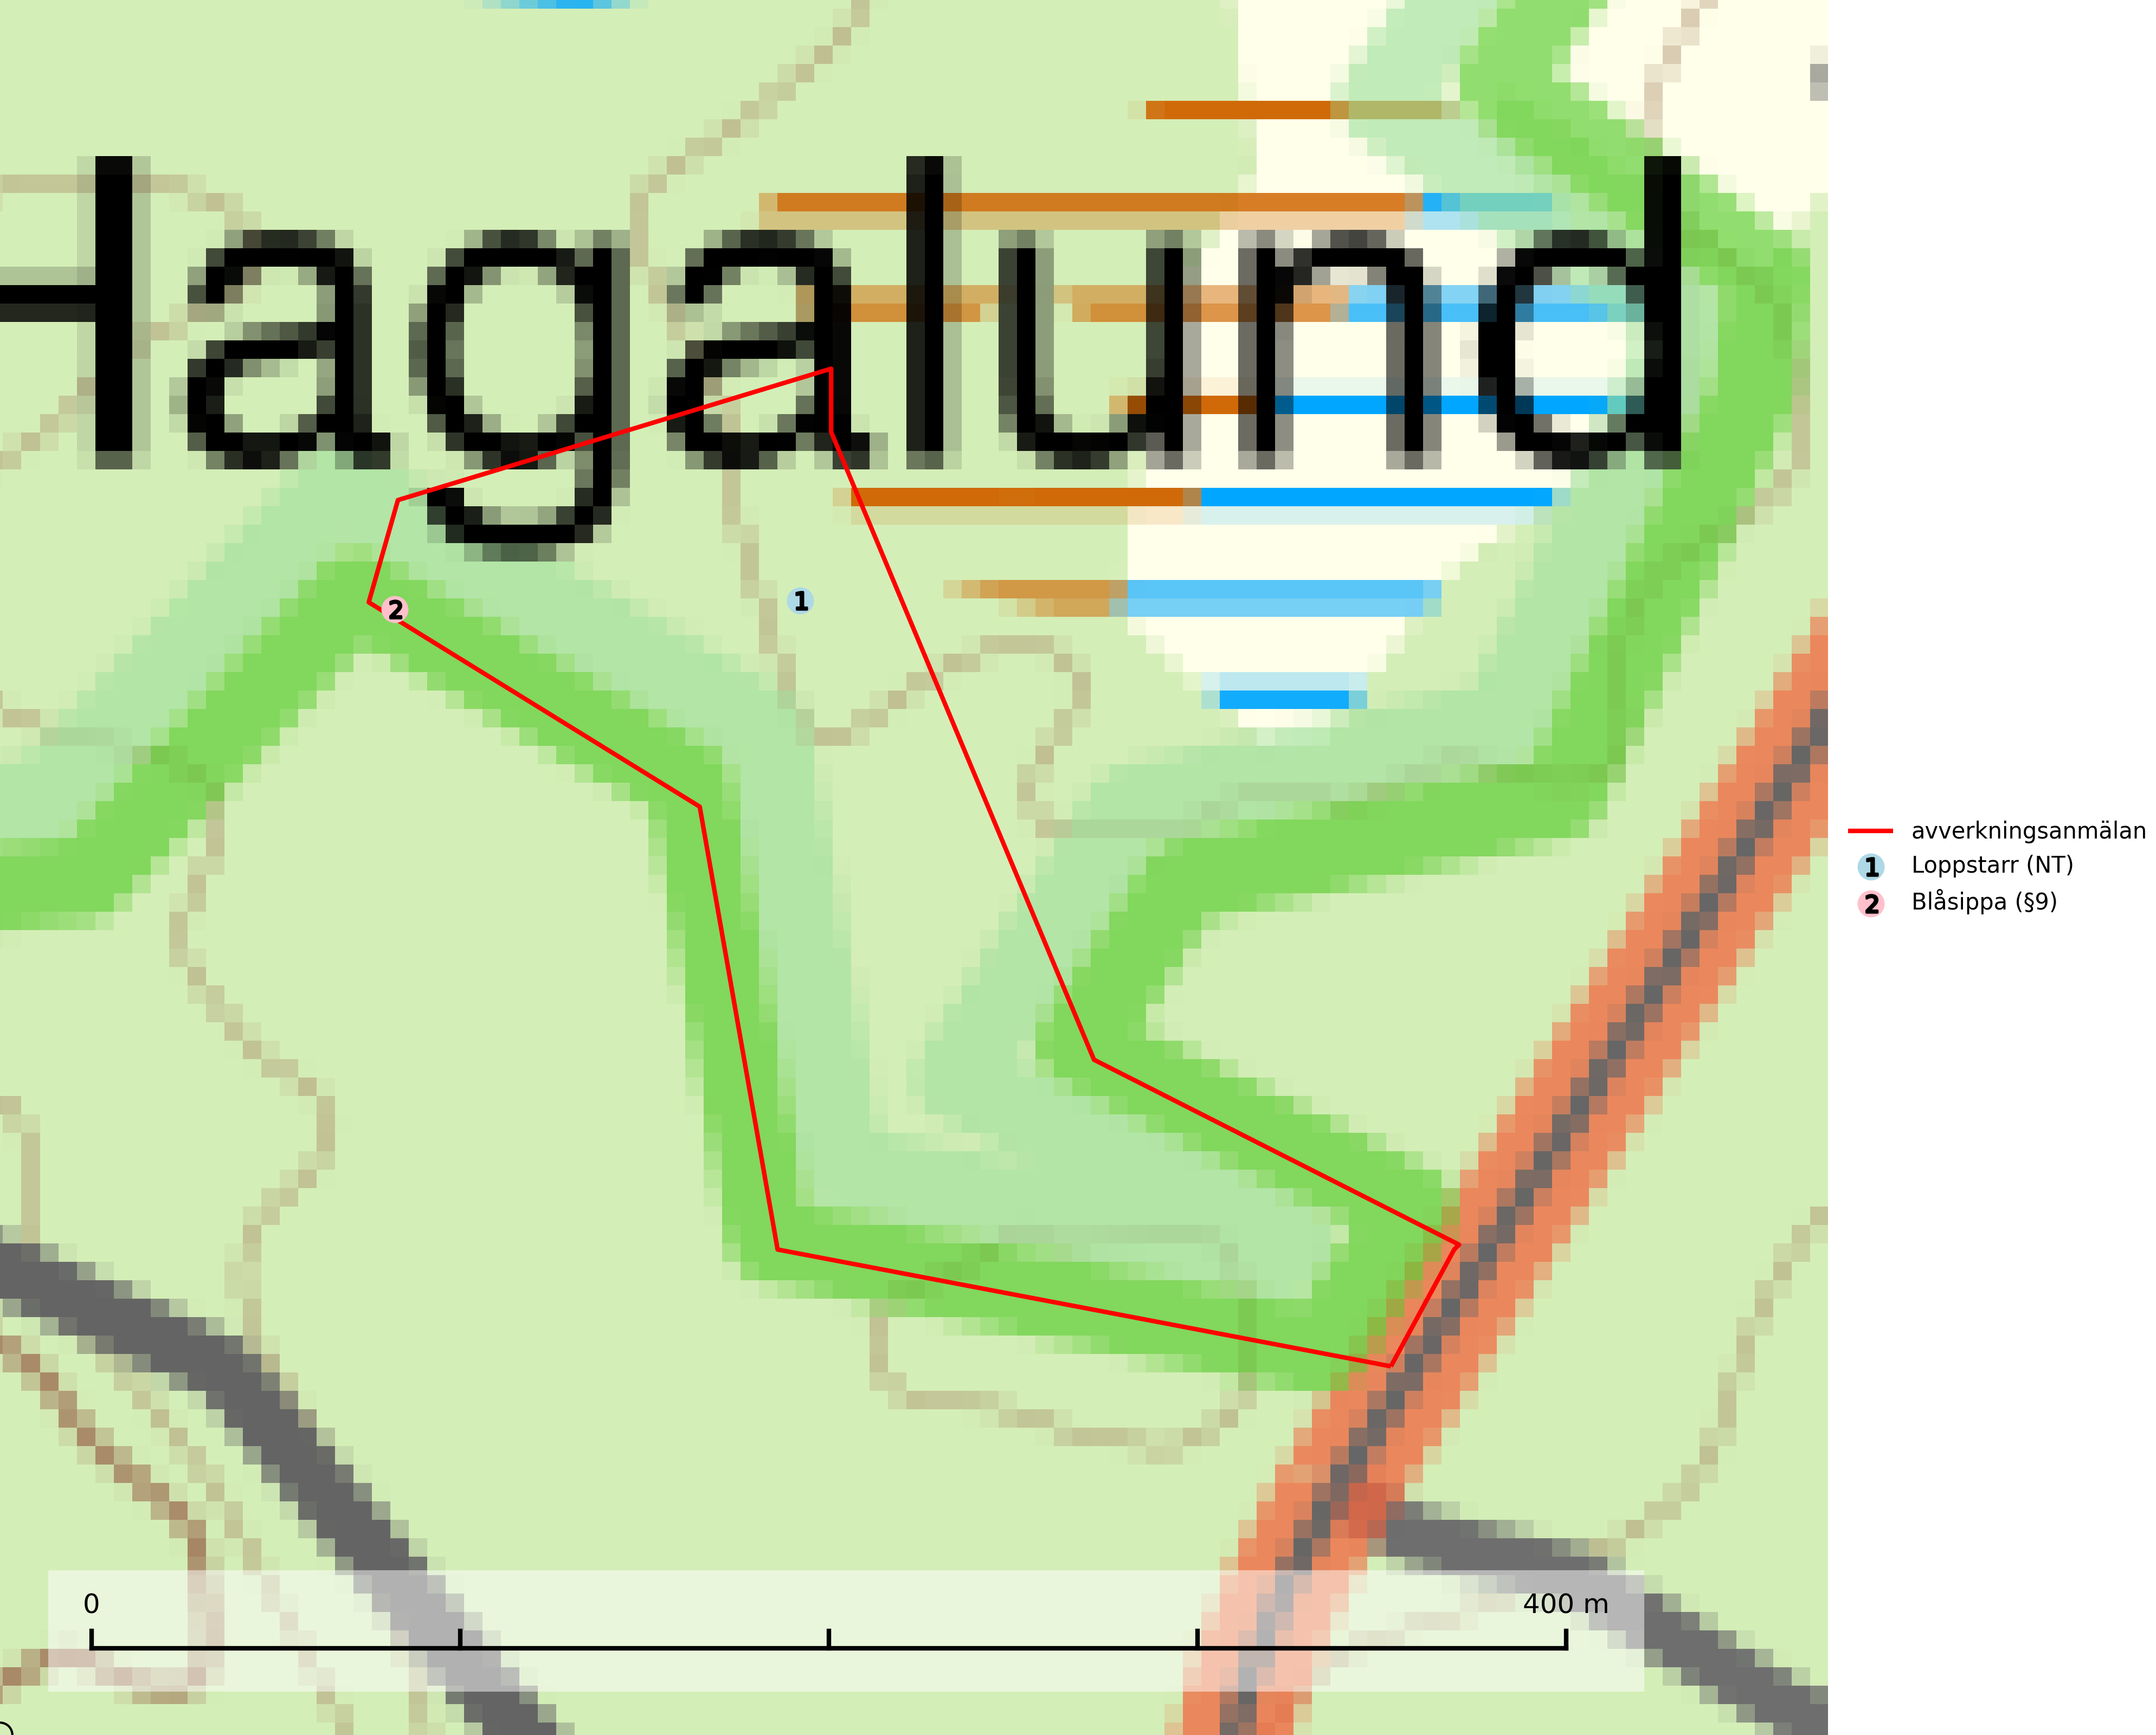 Hagalund
2
1
avverkningsanmälan
1 Loppstarr (NT)
2 Blåsippa (§9)
0 400 m